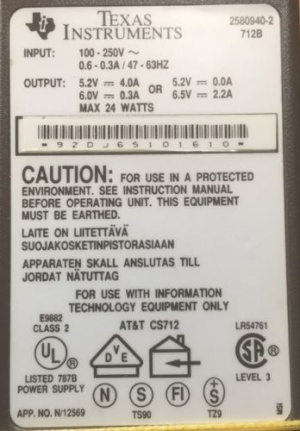 TEXAS INSTRUMENTS
2580940-2
712B
INPUT: 100 - 250V ~
0.6 - 0.3A / 47 - 63HZ
OUTPUT: 5.2V ⎓ 4.0A OR 5.2V ⎓ 0.0A
6.0V ⎓ 0.3A 6.5V ⎓ 2.2A
MAX 24 WATTS
*9ZDJ65101610*
CAUTION: FOR USE IN A PROTECTED
ENVIRONMENT. SEE INSTRUCTION MANUAL
BEFORE OPERATING UNIT. THIS EQUIPMENT
MUST BE EARTHED.
LAITE ON LIITETTÄVÄ
SUOJAKOSKETINPISTORASIAAN
APPARATEN SKALL ANSLUTAS TILL
JORDAT NÄTUTTAG
FOR USE WITH INFORMATION
TECHNOLOGY EQUIPMENT ONLY
E9882
CLASS 2
AT&T CS712
LR54761
UL ®
DVE
SA ®
LISTED 787B
POWER SUPPLY
N S FI +S
LEVEL 3
APP. NO. N/12569
TS90
TZ9